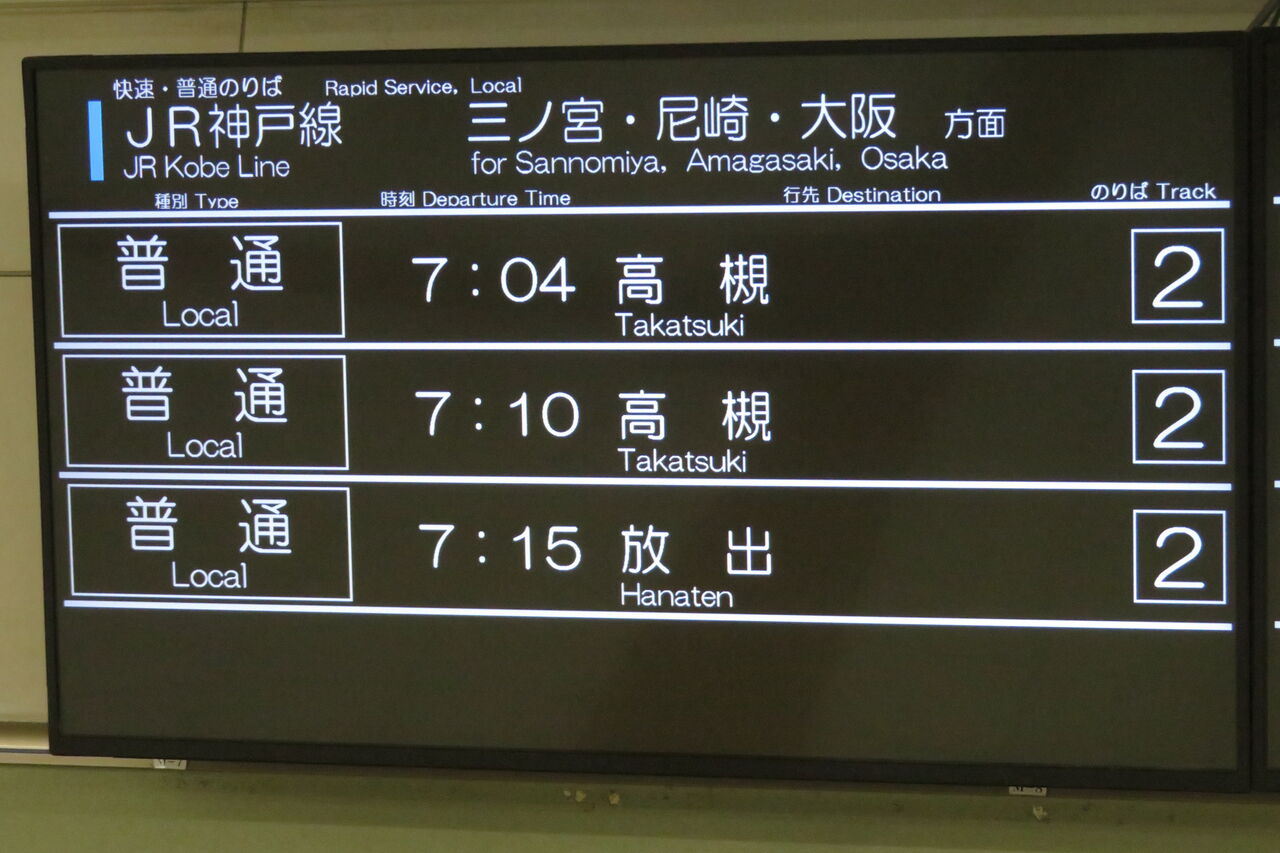 快速・普通のりば Rapid Service, Local
JR神戸線 三ノ宮・尼崎・大阪 方面
JR Kobe Line for Sannomiya, Amagasaki, Osaka
種別 Type 時刻 Departure Time 行先 Destination のりば Track
普通 7:04 高槻 2
Local Takatsuki
普通 7:10 高槻 2
Local Takatsuki
普通 7:15 放出 2
Local Hanaten